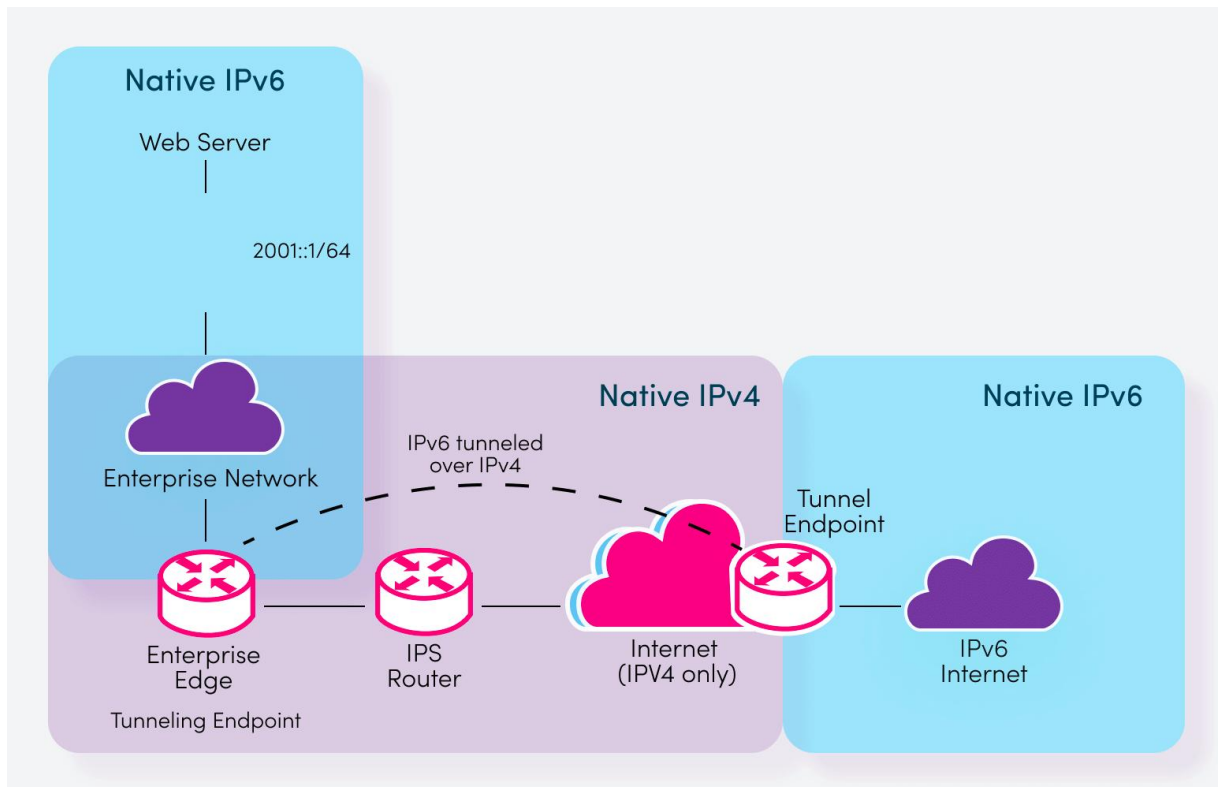 Native IPv6
Web Server
2001::1/64
Native IPv4
Native IPv6
IPv6 tunneled
over IPv4
Enterprise Network
Tunnel
Endpoint
Enterprise
Edge
Tunneling Endpoint
IPS
Router
Internet
(IPV4 only)
IPv6
Internet